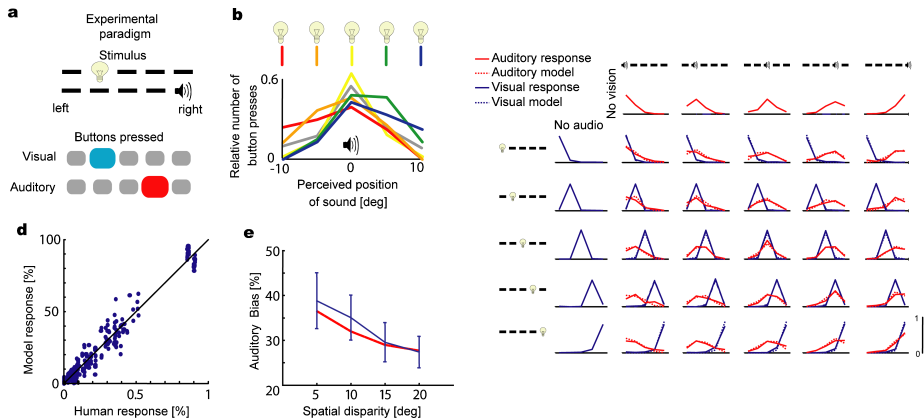 a
Experimental
paradigm
Stimulus
left
right
Buttons pressed
Visual
Auditory
b
Relative number of
button presses
0.6
0
-10
0
10
Perceived position
of sound [deg]
Auditory response
Auditory model
Visual response
Visual model
No vision
No audio
1
0
d
Model response [%]
100
50
0
0
0.5
1
Human response [%]
e
Auditory Bias [%]
50
40
30
20
5
10
15
20
Spatial disparity [deg]